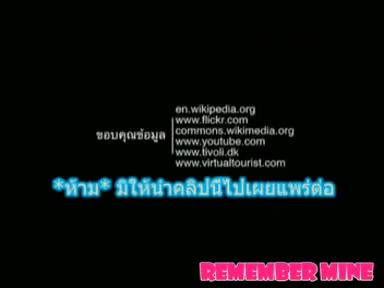 en.wikipedia.org
www.flickr.com
ขอบคุณข้อมูล commons.wikimedia.org
www.youtube.com
www.tivoli.dk
www.virtualtourist.com
*ห้าม* มิให้นำคลิปนี้ไปเผยแพร่ต่อ
REMEMBER MINE